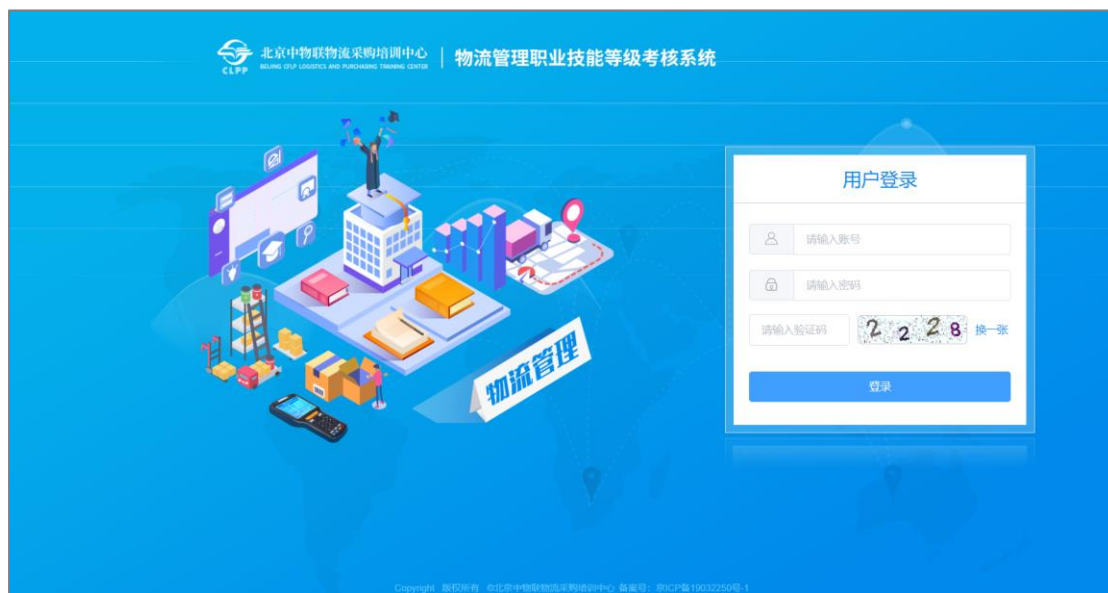 北京中物联物流采购培训中心
BEIJING CFLP LOGISTICS AND PURCHASING TRAINING CENTER
CLPP
物流管理职业技能等级考核系统
用户登录
请输入账号
请输入密码
请输入验证码
2 2 2 8
换一张
登录
物流管理
Copyright 版权所有 ©北京中物联物流采购培训中心 备案号：京ICP备19032250号-1